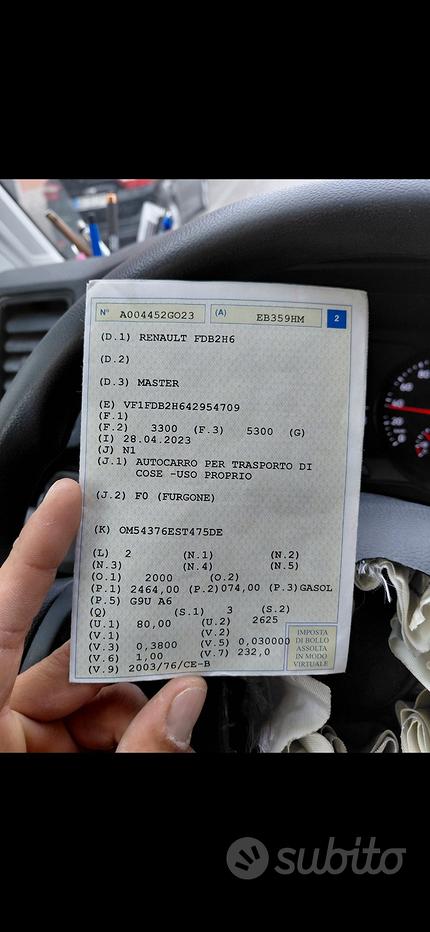 N° A004452GO23 (A) EB359HM 2
(D.1) RENAULT FDB2H6
(D.2)
(D.3) MASTER
(E) VF1FDB2H642954709
(F.1)
(F.2) 3300 (F.3) 5300 (G)
(I) 28.04.2023
(J) N1
(J.1) AUTOCARRO PER TRASPORTO DI
COSE -USO PROPRIO
(J.2) F0 (FURGONE)
(K) OM54376EST475DE
(L) 2 (N.1) (N.2)
(N.3) (N.4) (N.5)
(O.1) 2000 (O.2)
(P.1) 2464,00 (P.2)074,00 (P.3)GASOL
(P.5) G9U A6
(Q) (S.1) 3 (S.2)
(U.1) 80,00 (U.2) 2625
(V.1) (V.2)
(V.3) 0,3800 (V.5) 0,030000
(V.6) 1,00 (V.7) 232,0
(V.9) 2003/76/CE-B
IMPOSTA
DI BOLLO
ASSOLTA
IN MODO
VIRTUALE
subito